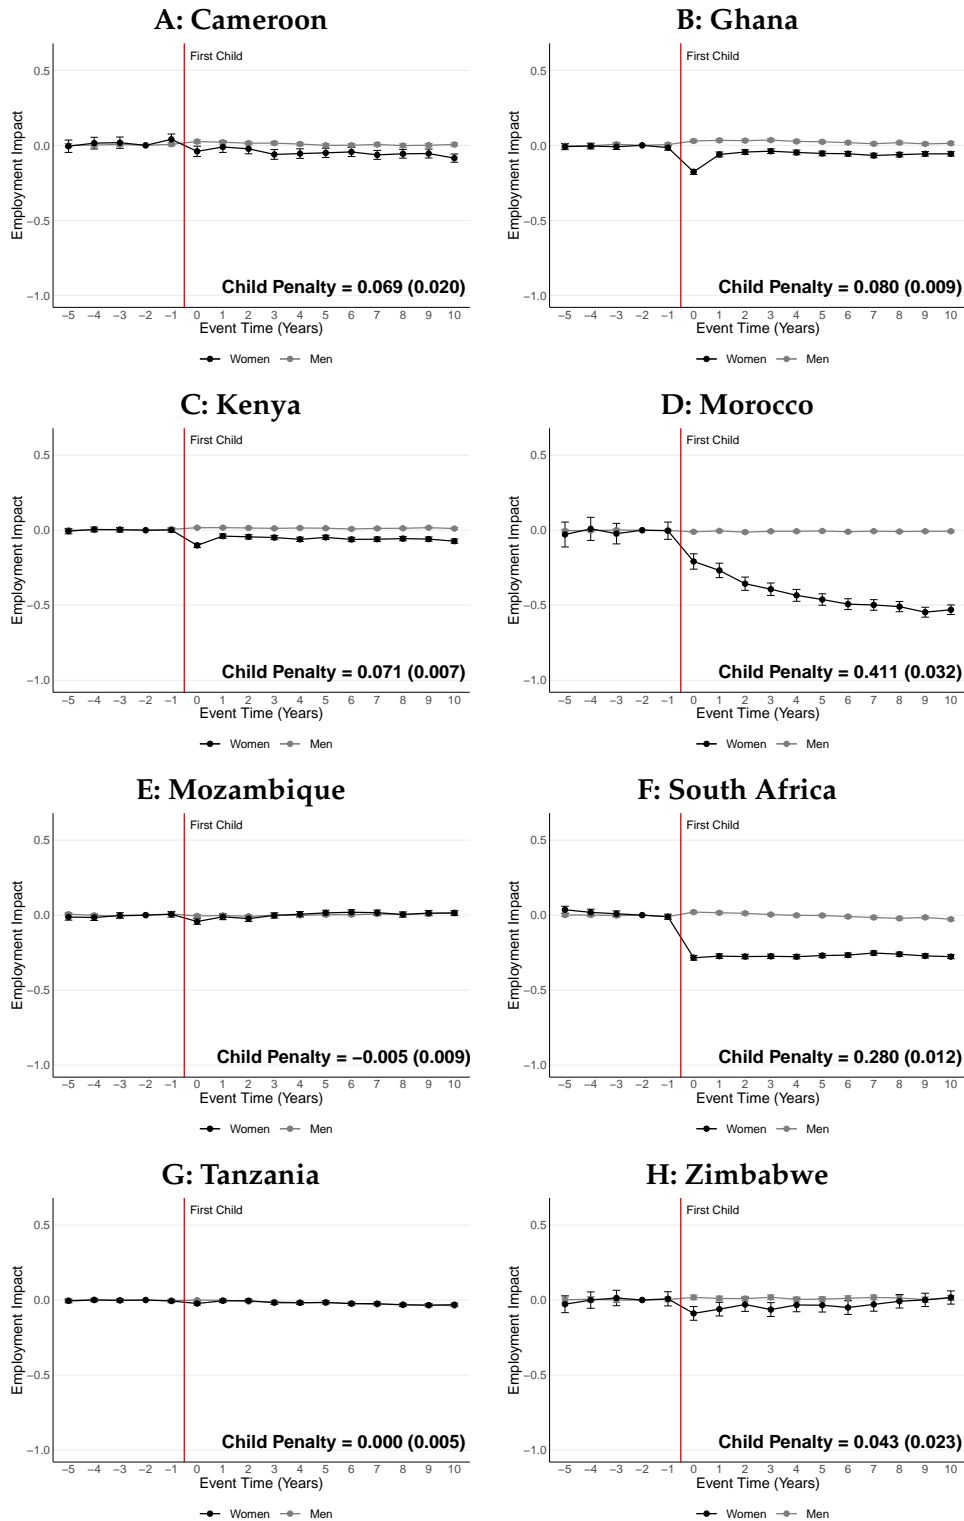 A: Cameroon
First Child
Employment Impact
0.5
0.0
−0.5
−1.0
Child Penalty = 0.069 (0.020)
−5 −4 −3 −2 −1 0 1 2 3 4 5 6 7 8 9 10
Event Time (Years)
Women Men
B: Ghana
First Child
Employment Impact
0.5
0.0
−0.5
−1.0
Child Penalty = 0.080 (0.009)
−5 −4 −3 −2 −1 0 1 2 3 4 5 6 7 8 9 10
Event Time (Years)
Women Men
C: Kenya
First Child
Employment Impact
0.5
0.0
−0.5
−1.0
Child Penalty = 0.071 (0.007)
−5 −4 −3 −2 −1 0 1 2 3 4 5 6 7 8 9 10
Event Time (Years)
Women Men
D: Morocco
First Child
Employment Impact
0.5
0.0
−0.5
−1.0
Child Penalty = 0.411 (0.032)
−5 −4 −3 −2 −1 0 1 2 3 4 5 6 7 8 9 10
Event Time (Years)
Women Men
E: Mozambique
First Child
Employment Impact
0.5
0.0
−0.5
−1.0
Child Penalty = −0.005 (0.009)
−5 −4 −3 −2 −1 0 1 2 3 4 5 6 7 8 9 10
Event Time (Years)
Women Men
F: South Africa
First Child
Employment Impact
0.5
0.0
−0.5
−1.0
Child Penalty = 0.280 (0.012)
−5 −4 −3 −2 −1 0 1 2 3 4 5 6 7 8 9 10
Event Time (Years)
Women Men
G: Tanzania
First Child
Employment Impact
0.5
0.0
−0.5
−1.0
Child Penalty = 0.000 (0.005)
−5 −4 −3 −2 −1 0 1 2 3 4 5 6 7 8 9 10
Event Time (Years)
Women Men
H: Zimbabwe
First Child
Employment Impact
0.5
0.0
−0.5
−1.0
Child Penalty = 0.043 (0.023)
−5 −4 −3 −2 −1 0 1 2 3 4 5 6 7 8 9 10
Event Time (Years)
Women Men